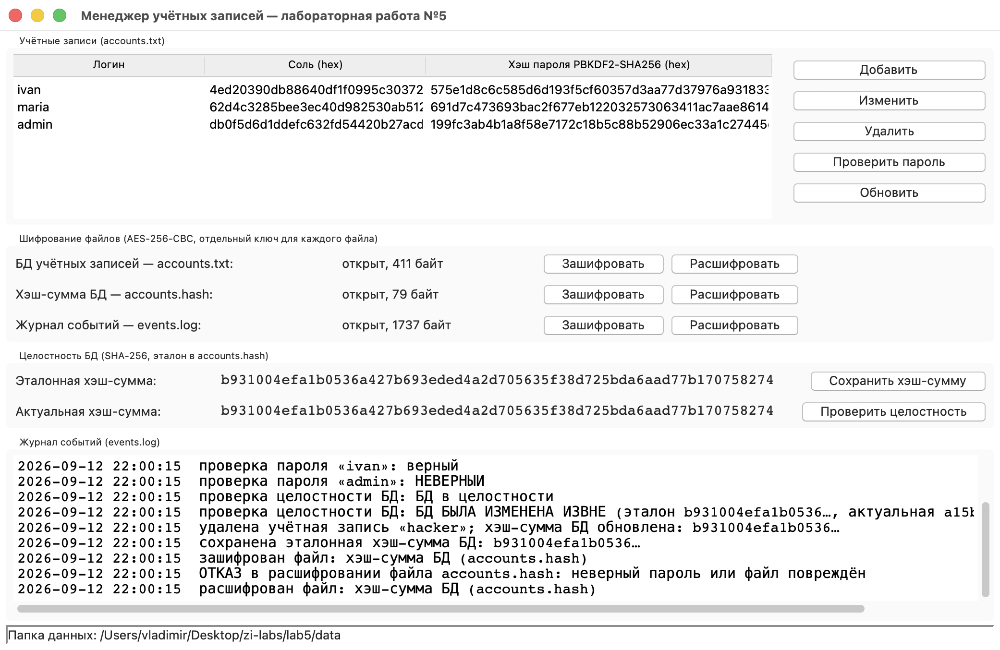 Менеджер учётных записей — лабораторная работа №5
Учётные записи (accounts.txt)
Логин Соль (hex) Хэш пароля PBKDF2-SHA256 (hex)
Добавить
ivan 4ed20390db88640df1f0995c30372 575e1d8c6c585d6d193f5cf60357d3aa77d37976a931833
Изменить
maria 62d4c3285bee3ec40d982530ab512 691d7c473693bac2f677eb122032573063411ac7aae8614
admin db0f5d6d1ddefc632fd54420b27acd 199fc3ab4b1a8f58e7172c18b5c88b52906ec33a1c27445
Удалить
Проверить пароль
Обновить
Шифрование файлов (AES-256-CBC, отдельный ключ для каждого файла)
БД учётных записей — accounts.txt: открыт, 411 байт Зашифровать Расшифровать
Хэш-сумма БД — accounts.hash: открыт, 79 байт Зашифровать Расшифровать
Журнал событий — events.log: открыт, 1737 байт Зашифровать Расшифровать
Целостность БД (SHA-256, эталон в accounts.hash)
Эталонная хэш-сумма: b931004efa1b0536a427b693eded4a2d705635f38d725bda6aad77b170758274 Сохранить хэш-сумму
Актуальная хэш-сумма: b931004efa1b0536a427b693eded4a2d705635f38d725bda6aad77b170758274 Проверить целостность
Журнал событий (events.log)
2026-09-12 22:00:15 проверка пароля «ivan»: верный
2026-09-12 22:00:15 проверка пароля «admin»: НЕВЕРНЫЙ
2026-09-12 22:00:15 проверка целостности БД: БД в целостности
2026-09-12 22:00:15 проверка целостности БД: БД БЫЛА ИЗМЕНЕНА ИЗВНЕ (эталон b931004efa1b0536…, актуальная a15b
2026-09-12 22:00:15 удалена учётная запись «hacker»; хэш-сумма БД обновлена: b931004efa1b0536…
2026-09-12 22:00:15 сохранена эталонная хэш-сумма БД: b931004efa1b0536…
2026-09-12 22:00:15 зашифрован файл: хэш-сумма БД (accounts.hash)
2026-09-12 22:00:15 ОТКАЗ в расшифровании файла accounts.hash: неверный пароль или файл повреждён
2026-09-12 22:00:15 расшифрован файл: хэш-сумма БД (accounts.hash)
Папка данных: /Users/vladimir/Desktop/zi-labs/lab5/data